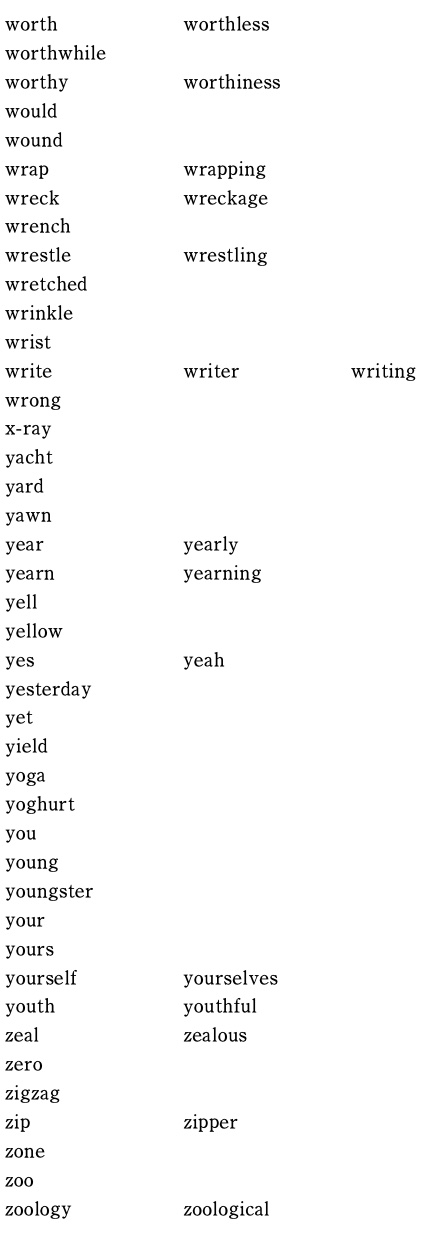 worth worthless
worthwhile
worthy worthiness
would
wound
wrap wrapping
wreck wreckage
wrench
wrestle wrestling
wretched
wrinkle
wrist
write writer writing
wrong
x-ray
yacht
yard
yawn
year yearly
yearn yearning
yell
yellow
yes yeah
yesterday
yet
yield
yoga
yoghurt
you
young
youngster
your
yours
yourself yourselves
youth youthful
zeal zealous
zero
zigzag
zip zipper
zone
zoo
zoology zoological